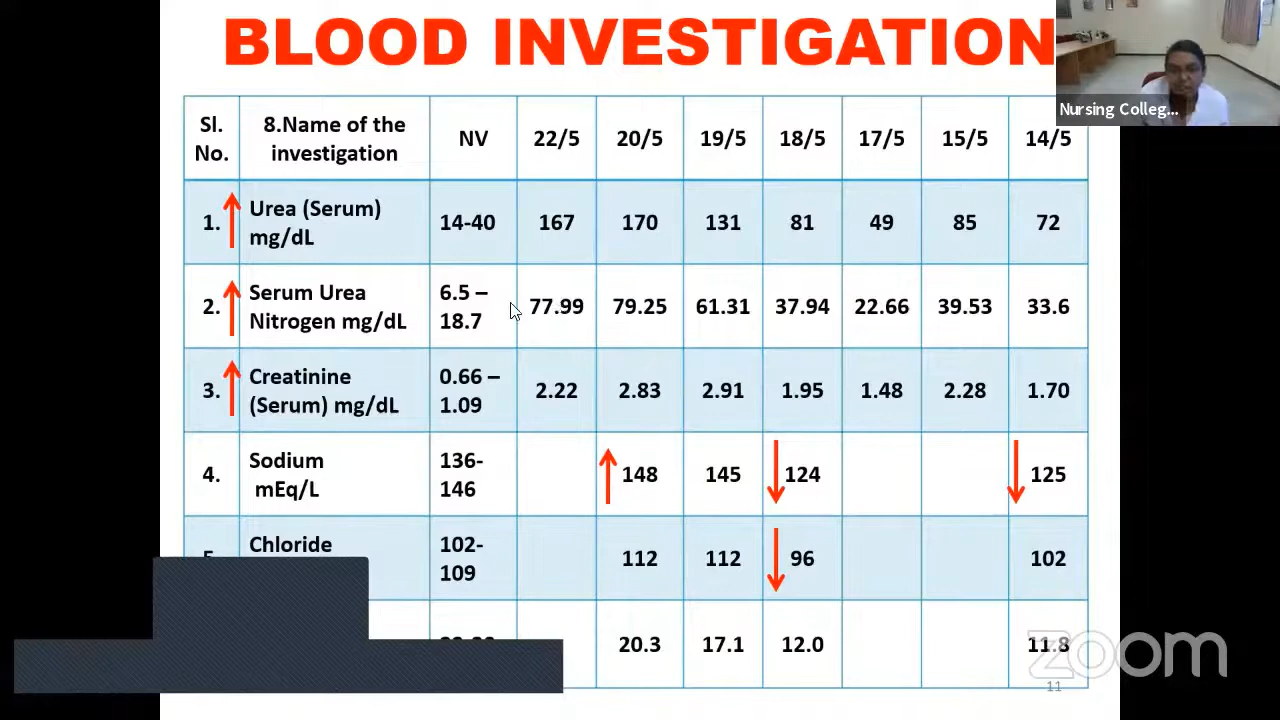 BLOOD INVESTIGATION
Nursing Colleg...
Sl. No. 8.Name of the investigation NV 22/5 20/5 19/5 18/5 17/5 15/5 14/5
1. Urea (Serum) mg/dL 14-40 167 170 131 81 49 85 72
2. Serum Urea Nitrogen mg/dL 6.5 – 18.7 77.99 79.25 61.31 37.94 22.66 39.53 33.6
3. Creatinine (Serum) mg/dL 0.66 – 1.09 2.22 2.83 2.91 1.95 1.48 2.28 1.70
4. Sodium mEq/L 136-146 148 145 124 125
Chloride 102-109 112 112 96 102
20.3 17.1 12.0 11.8
zoom
11